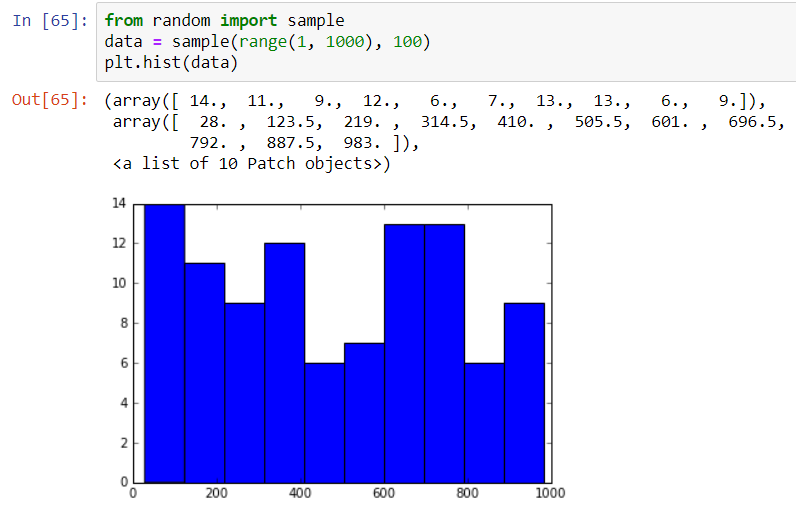 In [65]: from random import sample
data = sample(range(1, 1000), 100)
plt.hist(data)
Out[65]: (array([ 14., 11., 9., 12., 6., 7., 13., 13., 6., 9.]),
array([ 28. , 123.5, 219. , 314.5, 410. , 505.5, 601. , 696.5,
792. , 887.5, 983. ]),
<a list of 10 Patch objects>)
14
12
10
8
6
4
2
0
0 200 400 600 800 1000